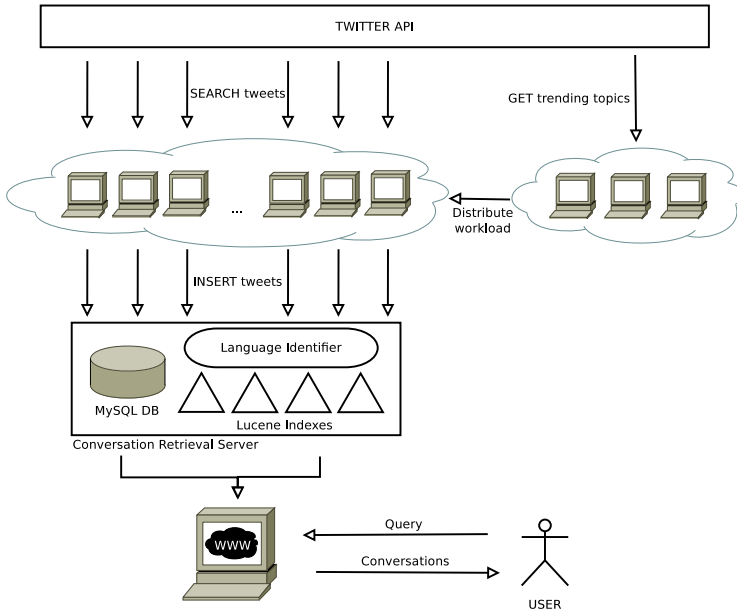 TWITTER API
SEARCH tweets
GET trending topics
...
Distribute
workload
INSERT tweets
Language Identifier
MySQL DB
Lucene Indexes
Conversation Retrieval Server
WWW
Query
Conversations
USER